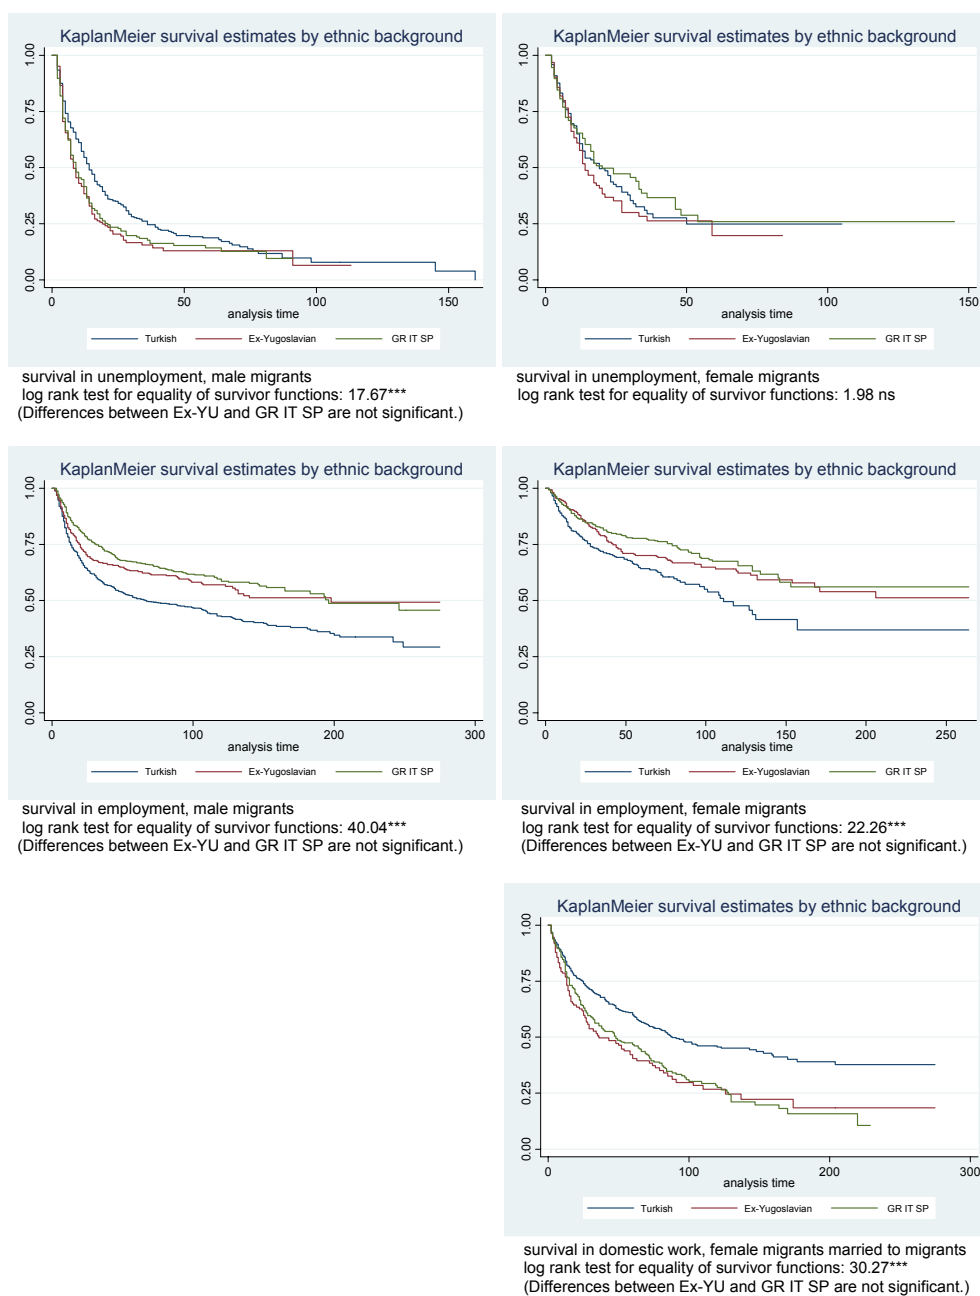 KaplanMeier survival estimates by ethnic background
1.00
0.75
0.50
0.25
0.00
0 50 100 150
analysis time
Turkish Ex-Yugoslavian GR IT SP
survival in unemployment, male migrants
log rank test for equality of survivor functions: 17.67***
(Differences between Ex-YU and GR IT SP are not significant.)
KaplanMeier survival estimates by ethnic background
1.00
0.75
0.50
0.25
0.00
0 50 100 150
analysis time
Turkish Ex-Yugoslavian GR IT SP
survival in unemployment, female migrants
log rank test for equality of survivor functions: 1.98 ns
KaplanMeier survival estimates by ethnic background
1.00
0.75
0.50
0.25
0.00
0 100 200 300
analysis time
Turkish Ex-Yugoslavian GR IT SP
survival in employment, male migrants
log rank test for equality of survivor functions: 40.04***
(Differences between Ex-YU and GR IT SP are not significant.)
KaplanMeier survival estimates by ethnic background
1.00
0.75
0.50
0.25
0.00
0 50 100 150 200 250
analysis time
Turkish Ex-Yugoslavian GR IT SP
survival in employment, female migrants
log rank test for equality of survivor functions: 22.26***
(Differences between Ex-YU and GR IT SP are not significant.)
KaplanMeier survival estimates by ethnic background
1.00
0.75
0.50
0.25
0.00
0 100 200 300
analysis time
Turkish Ex-Yugoslavian GR IT SP
survival in domestic work, female migrants married to migrants
log rank test for equality of survivor functions: 30.27***
(Differences between Ex-YU and GR IT SP are not significant.)